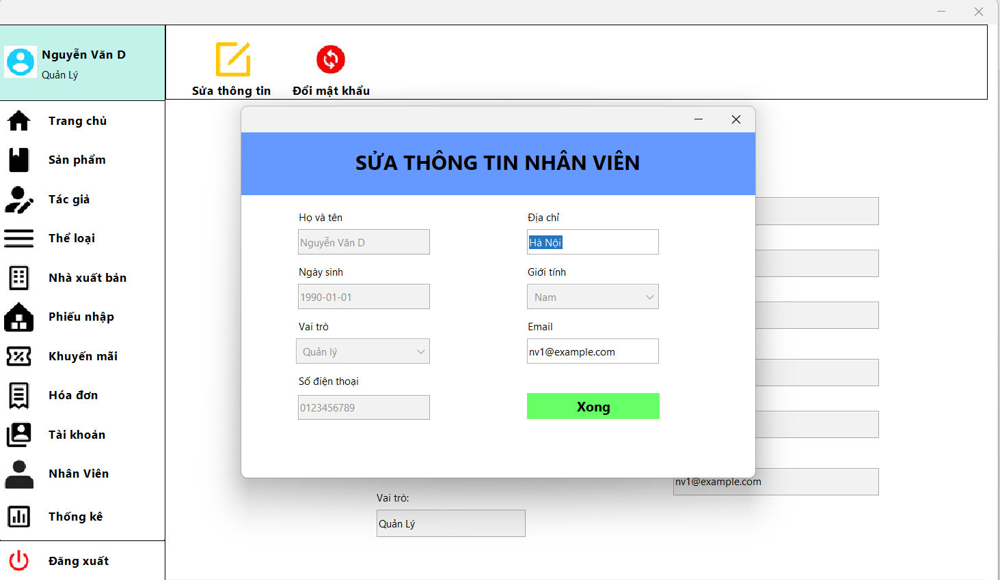 Nguyễn Văn D
Quản Lý
Sửa thông tin
Đổi mật khẩu
Trang chủ
Sản phẩm
Tác giả
Thể loại
Nhà xuất bản
Phiếu nhập
Khuyến mãi
Hóa đơn
Tài khoản
Nhân Viên
Thống kê
Đăng xuất
SỬA THÔNG TIN NHÂN VIÊN
Họ và tên
Nguyễn Văn D
Địa chỉ
Hà Nội
Ngày sinh
1990-01-01
Giới tính
Nam
Vai trò
Quản lý
Email
nv1@example.com
Số điện thoại
0123456789
Xong
nv1@example.com
Vai trò:
Quản Lý